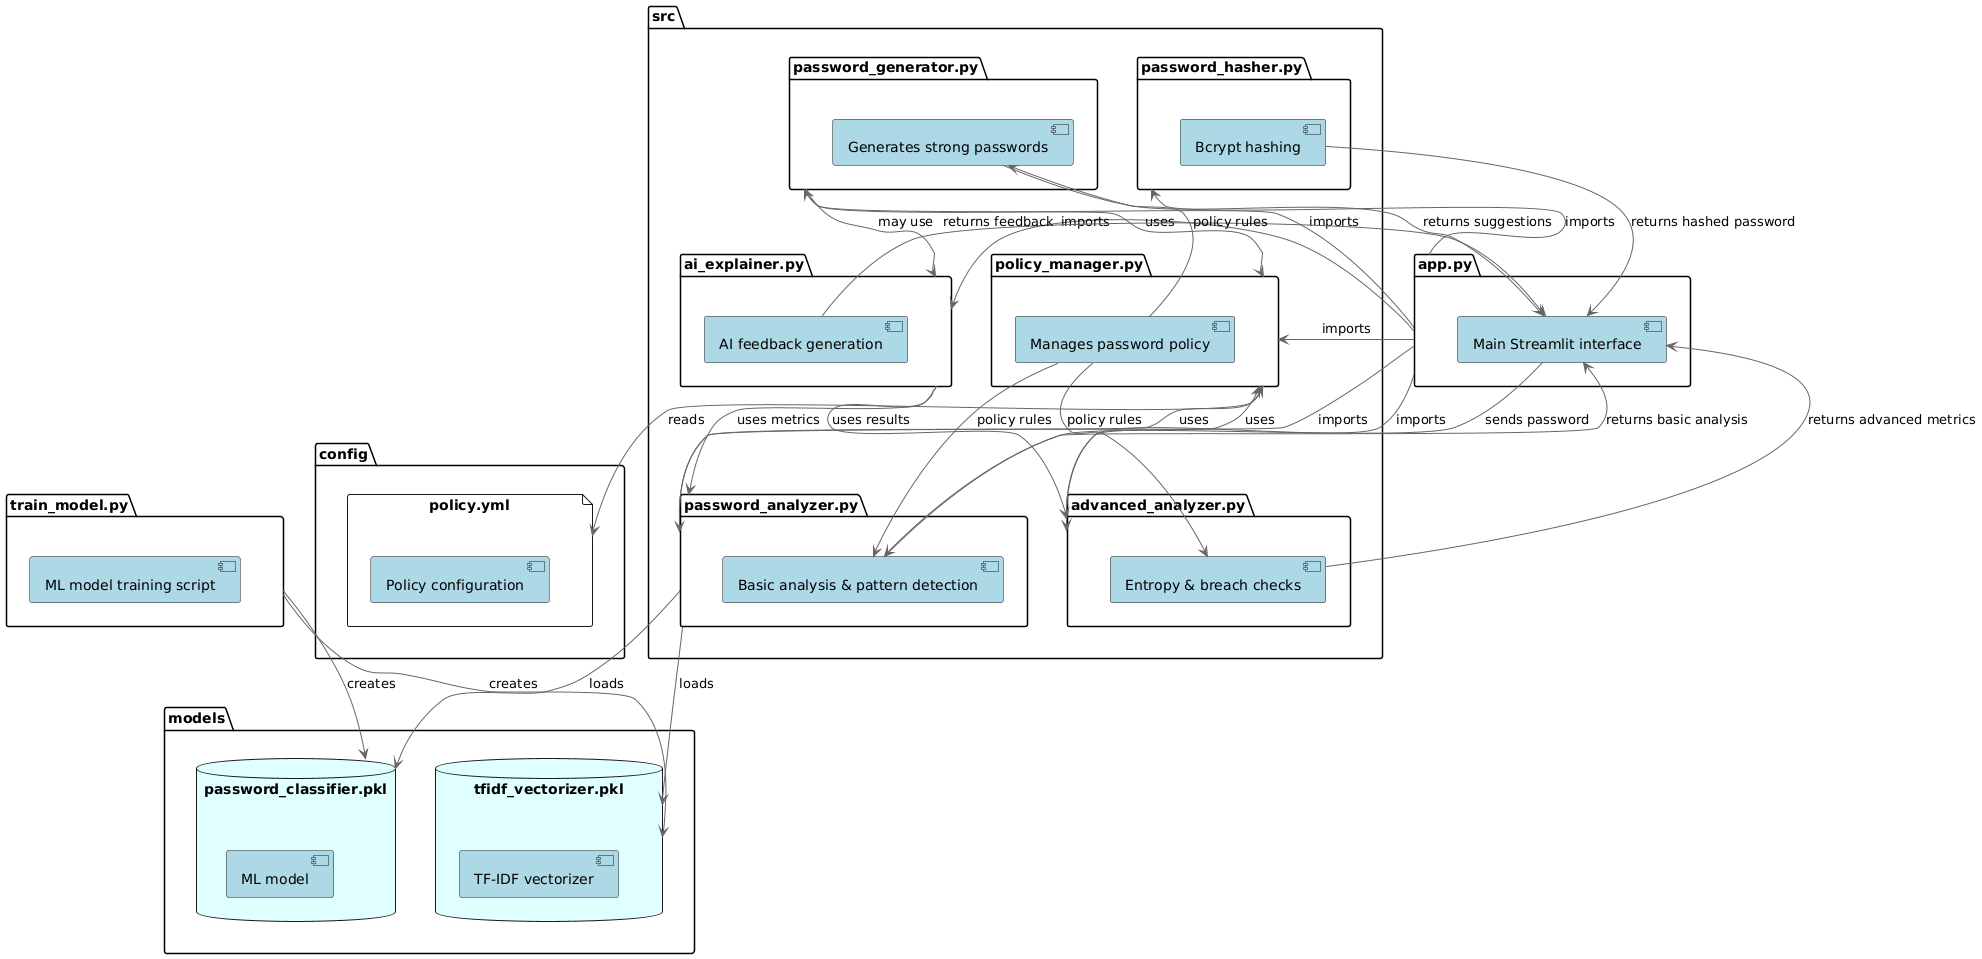 src
password_generator.py
password_hasher.py
Generates strong passwords
Bcrypt hashing
may use
returns feedback
imports
uses
policy rules
imports
returns suggestions
imports
returns hashed password
ai_explainer.py
policy_manager.py
app.py
AI feedback generation
Manages password policy
imports
Main Streamlit interface
reads
uses metrics
uses results
policy rules
policy rules
uses
uses
imports
imports
sends password
returns basic analysis
returns advanced metrics
config
train_model.py
policy.yml
password_analyzer.py
advanced_analyzer.py
ML model training script
Policy configuration
Basic analysis & pattern detection
Entropy & breach checks
creates
creates
loads
loads
models
password_classifier.pkl
tfidf_vectorizer.pkl
ML model
TF-IDF vectorizer